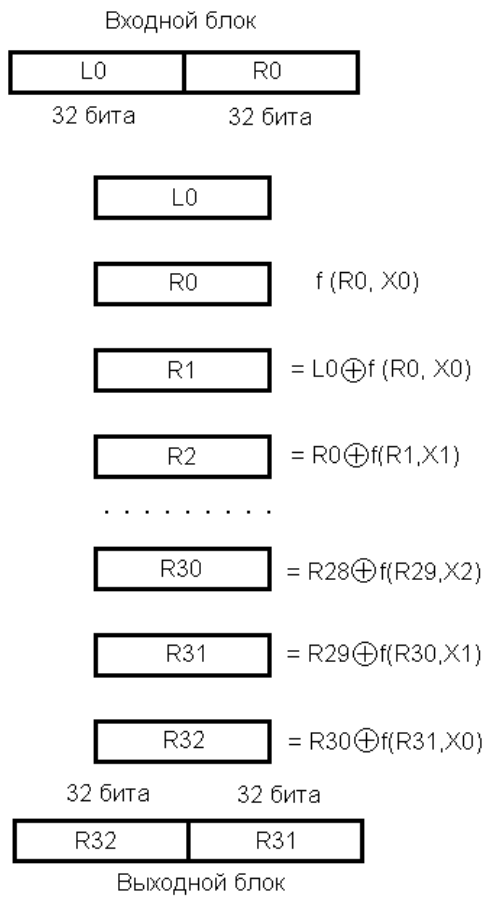 Входной блок
L0 R0
32 бита 32 бита
L0
R0 f (R0, X0)
R1 = L0⊕f (R0, X0)
R2 = R0⊕f(R1,X1)
. . . . . . . . .
R30 = R28⊕f(R29,X2)
R31 = R29⊕f(R30,X1)
R32 = R30⊕f(R31,X0)
32 бита 32 бита
R32 R31
Выходной блок